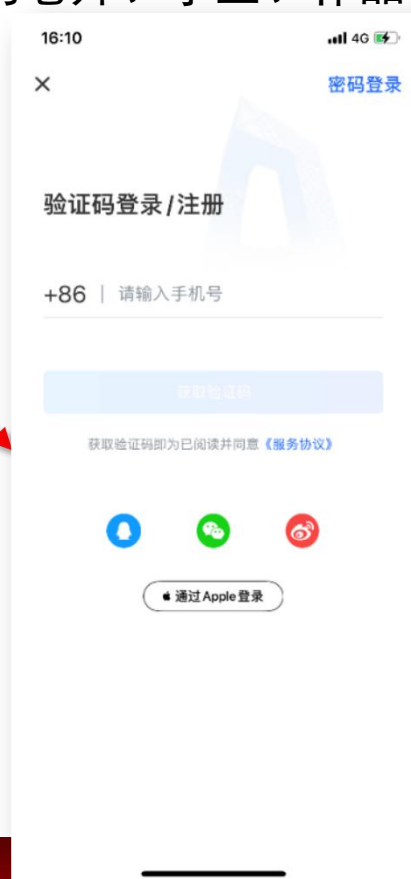 16:10
4G
密码登录
验证码登录/注册
+86 | 请输入手机号
获取验证码
获取验证码即为已阅读并同意《服务协议》
通过Apple登录